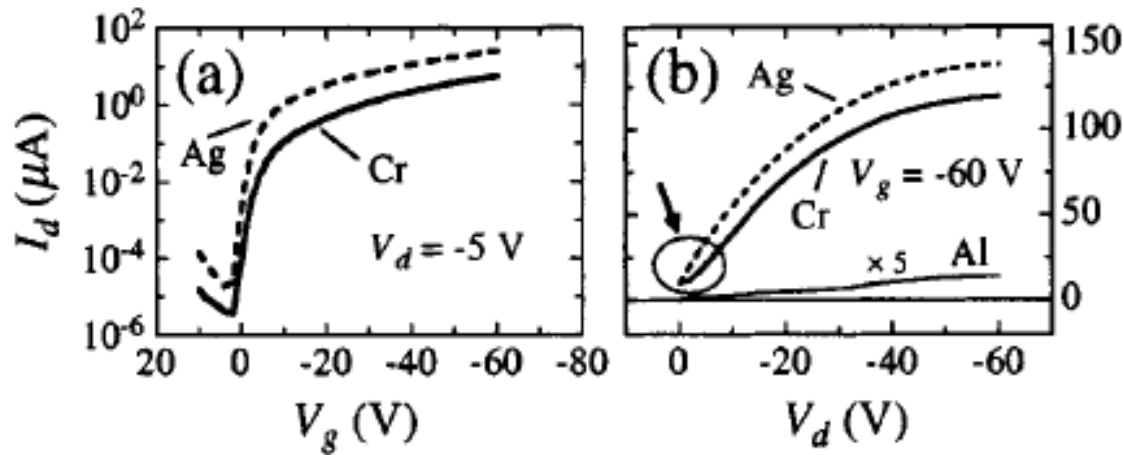 (a)
I_d (μA)
10^2
10^0
10^-2
10^-4
10^-6
Ag
Cr
V_d = -5 V
20 0 -20 -40 -60 -80
V_g (V)
(b)
Ag
V_g = -60 V
Cr
× 5 Al
150
100
50
0
0 -20 -40 -60
V_d (V)